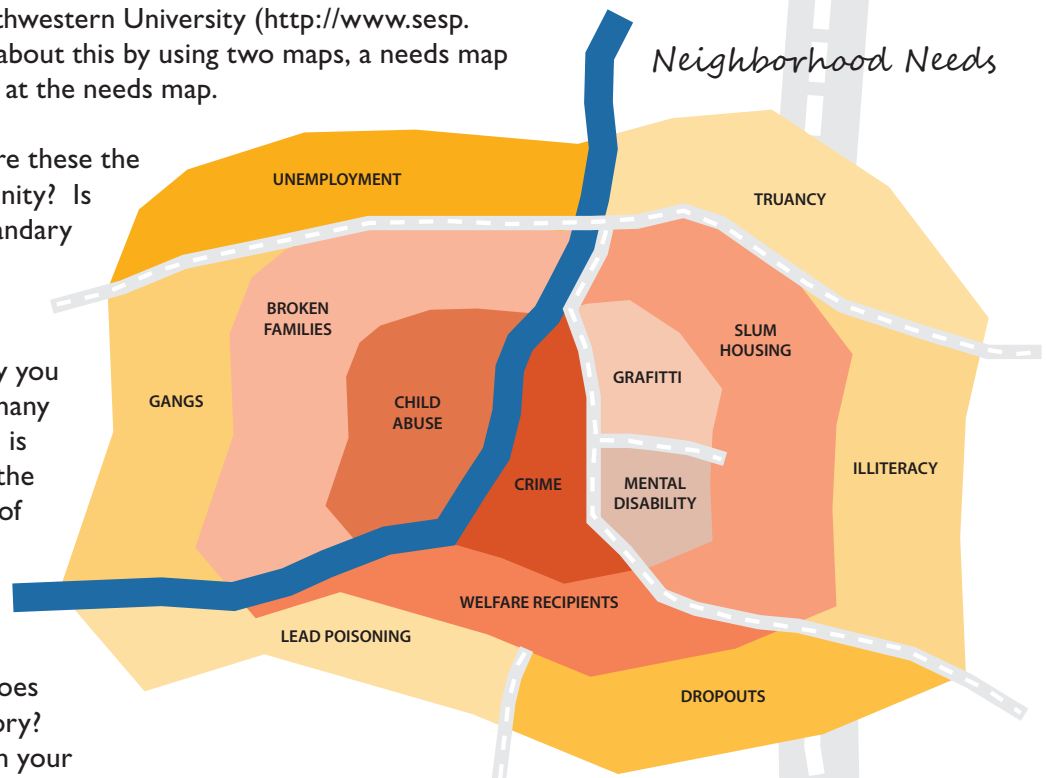 thwestern University (http://www.sesp.
about this by using two maps, a needs map
at the needs map.
re these the
nity? Is
andary
y you
many
is
the
of
oes
ory?
n your
Neighborhood Needs
UNEMPLOYMENT
TRUANCY
BROKEN
FAMILIES
SLUM
HOUSING
GANGS
CHILD
ABUSE
GRAFITTI
CRIME
MENTAL
DISABILITY
ILLITERACY
WELFARE RECIPIENTS
LEAD POISONING
DROPOUTS